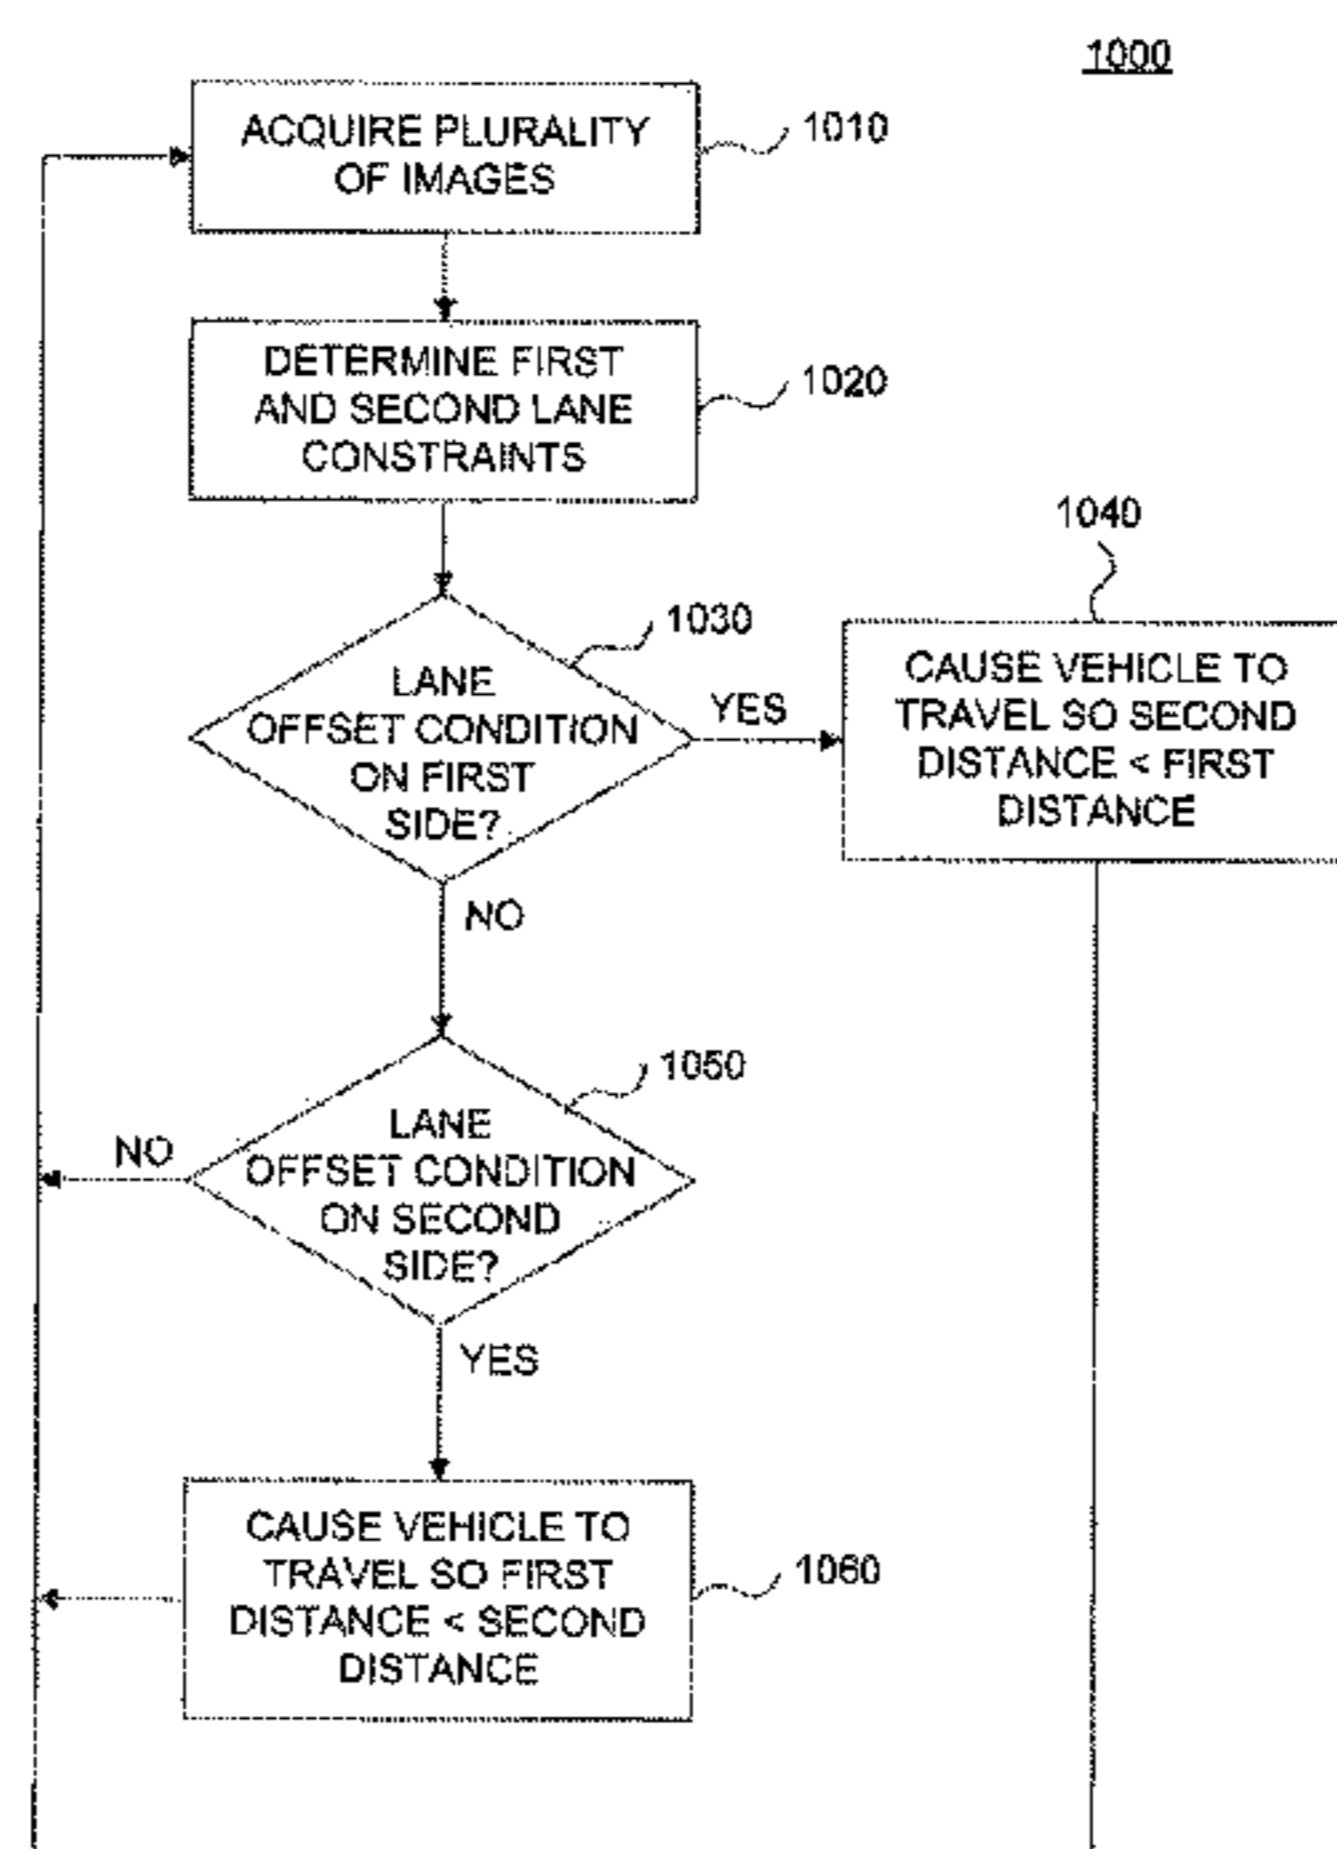 1000
ACQUIRE PLURALITY
OF IMAGES
1010
DETERMINE FIRST
AND SECOND LANE
CONSTRAINTS
1020
1030
LANE
OFFSET CONDITION
ON FIRST
SIDE?
YES
NO
1040
CAUSE VEHICLE TO
TRAVEL SO SECOND
DISTANCE < FIRST
DISTANCE
1050
LANE
OFFSET CONDITION
ON SECOND
SIDE?
NO
YES
CAUSE VEHICLE TO
TRAVEL SO FIRST
DISTANCE < SECOND
DISTANCE
1060